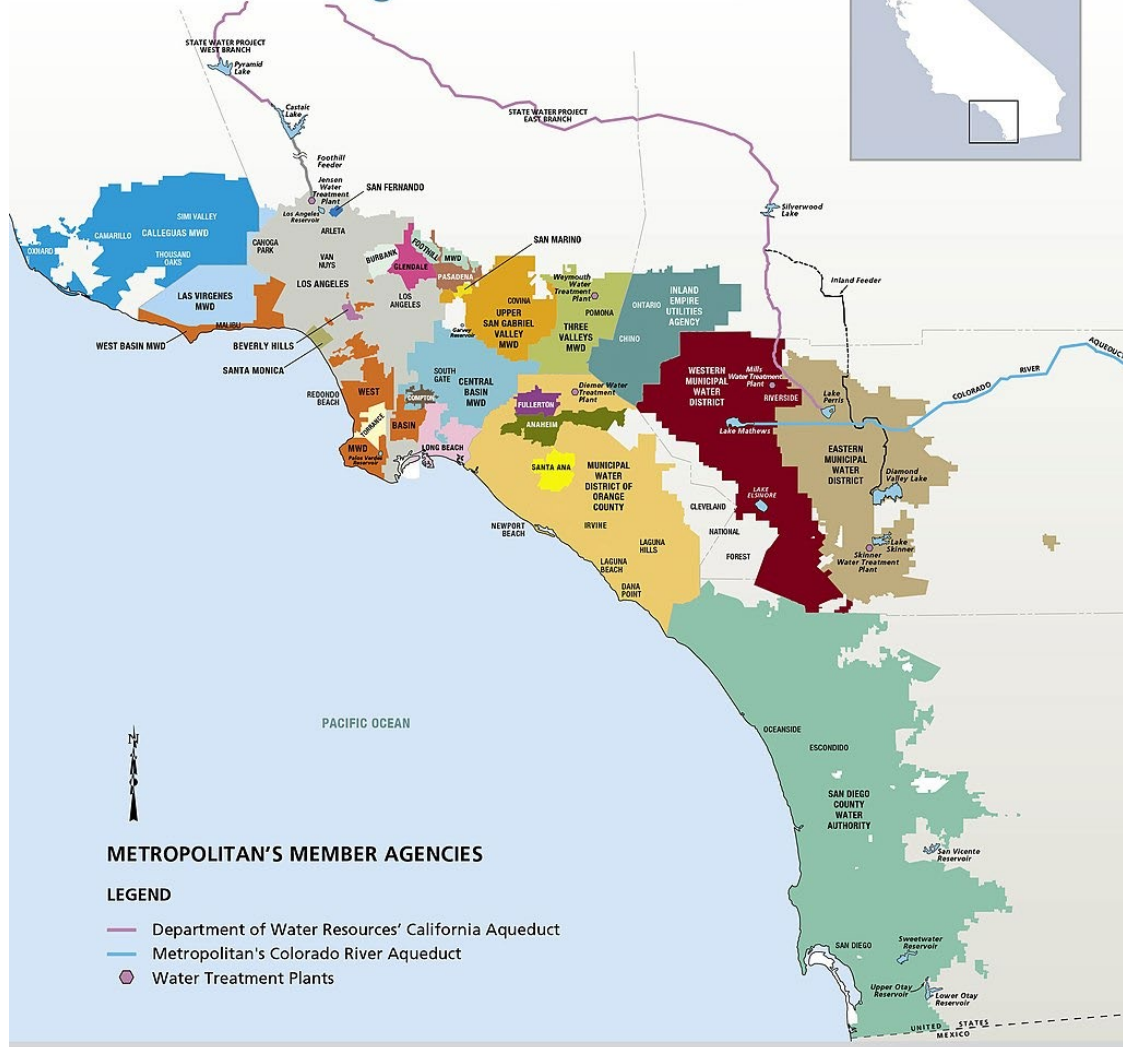 STATE WATER PROJECT
WEST BRANCH
Pyramid
Lake
Castaic
Lake
STATE WATER PROJECT
EAST BRANCH
Foothill
Feeder
Jensen
Water
Treatment
Plant
SAN FERNANDO
Los Angeles
Reservoir
Silverwood
Lake
SIMI VALLEY
CAMARILLO
CALLEGUAS MWD
OXNARD
THOUSAND
OAKS
CANOGA
PARK
ARLETA
VAN
NUYS
LOS ANGELES
BURBANK
GLENDALE
FOOTHILL
MWD
PASADENA
SAN MARINO
LOS
ANGELES
LAS VIRGENES
MWD
MALIBU
WEST BASIN MWD
BEVERLY HILLS
SANTA MONICA
Garvey
Reservoir
COVINA
UPPER
SAN GABRIEL
VALLEY
MWD
Weymouth
Water
Treatment
Plant
POMONA
THREE
VALLEYS
MWD
ONTARIO
INLAND
EMPIRE
UTILITIES
AGENCY
CHINO
Inland Feeder
REDONDO
BEACH
WEST
BASIN
MWD
TORRANCE
Palos Verdes
Reservoir
COMPTON
SOUTH
GATE
CENTRAL
BASIN
MWD
LONG BEACH
FULLERTON
Diemer Water
Treatment
Plant
ANAHEIM
SANTA ANA
MUNICIPAL
WATER
DISTRICT OF
ORANGE
COUNTY
WESTERN
MUNICIPAL
WATER
DISTRICT
Mills
Water Treatment
Plant
RIVERSIDE
Lake Mathews
Lake
Perris
COLORADO
RIVER
AQUEDUCT
EASTERN
MUNICIPAL
WATER
DISTRICT
Diamond
Valley Lake
LAKE
ELSINORE
Lake
Skinner
Skinner
Water Treatment
Plant
CLEVELAND
NATIONAL
FOREST
NEWPORT
BEACH
IRVINE
LAGUNA
HILLS
LAGUNA
BEACH
DANA
POINT
PACIFIC OCEAN
OCEANSIDE
ESCONDIDO
SAN DIEGO
COUNTY
WATER
AUTHORITY
San Vicente
Reservoir
SAN DIEGO
Sweetwater
Reservoir
Upper Otay
Reservoir
Lower Otay
Reservoir
UNITED STATES
MEXICO
N
METROPOLITAN'S MEMBER AGENCIES
LEGEND
Department of Water Resources' California Aqueduct
Metropolitan's Colorado River Aqueduct
Water Treatment Plants